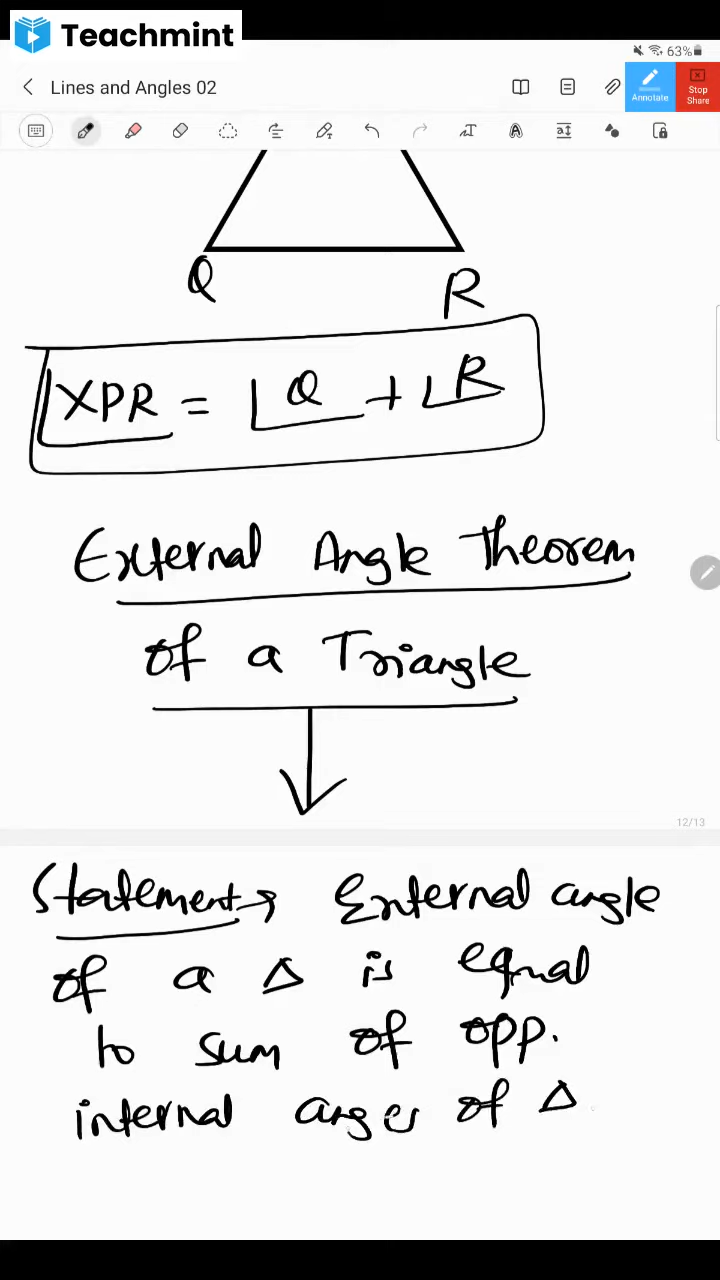 Teachmint
63%
Lines and Angles 02
Annotate
Stop
Share
Q
R
∠XPR = ∠Q + ∠R
External Angle Theorem
of a Triangle
12/13
Statement → External angle
of a Δ is equal
to sum of opp.
internal anges of Δ